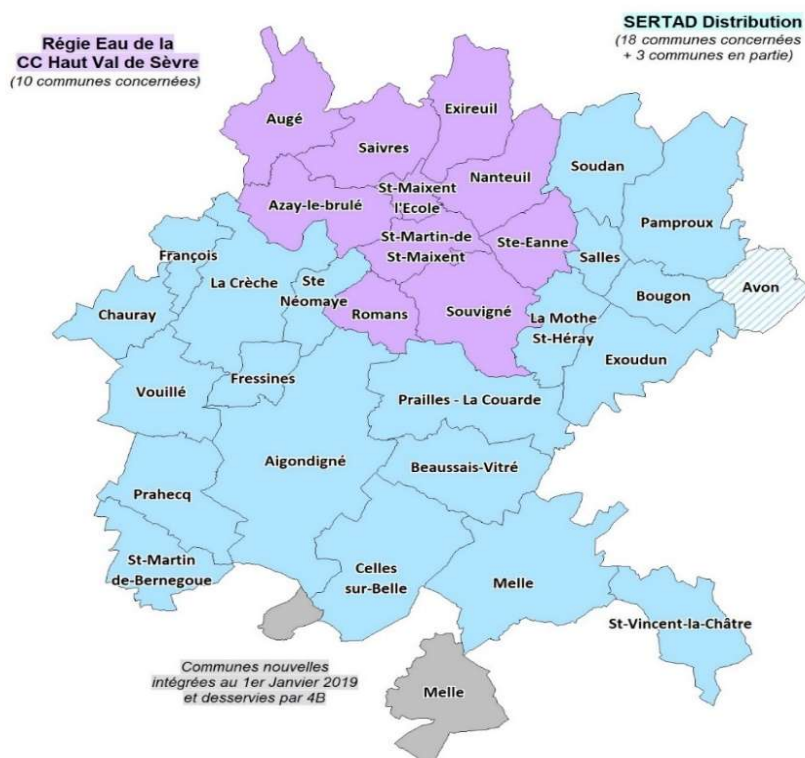 Régie Eau de la
CC Haut Val de Sèvre
(10 communes concernées)
SERTAD Distribution
(18 communes concernées
+ 3 communes en partie)
Augé
Saivres
Exireuil
Soudan
St-Maixent
l'Ecole
Nanteuil
Azay-le-brulé
Pamproux
St-Martin-de
St-Maixent
Ste-Eanne
François
Salles
La Crèche
Ste
Néomaye
Avon
Bougon
Chauray
Romans
Souvigné
La Mothe
St-Héray
Exoudun
Fressines
Vouillé
Prailles - La Couarde
Aigondigné
Beaussais-Vitré
Prahecq
St-Martin
de-Bernegoue
Celles
sur-Belle
Melle
St-Vincent-la-Châtre
Communes nouvelles
intégrées au 1er Janvier 2019
et desservies par 4B
Melle